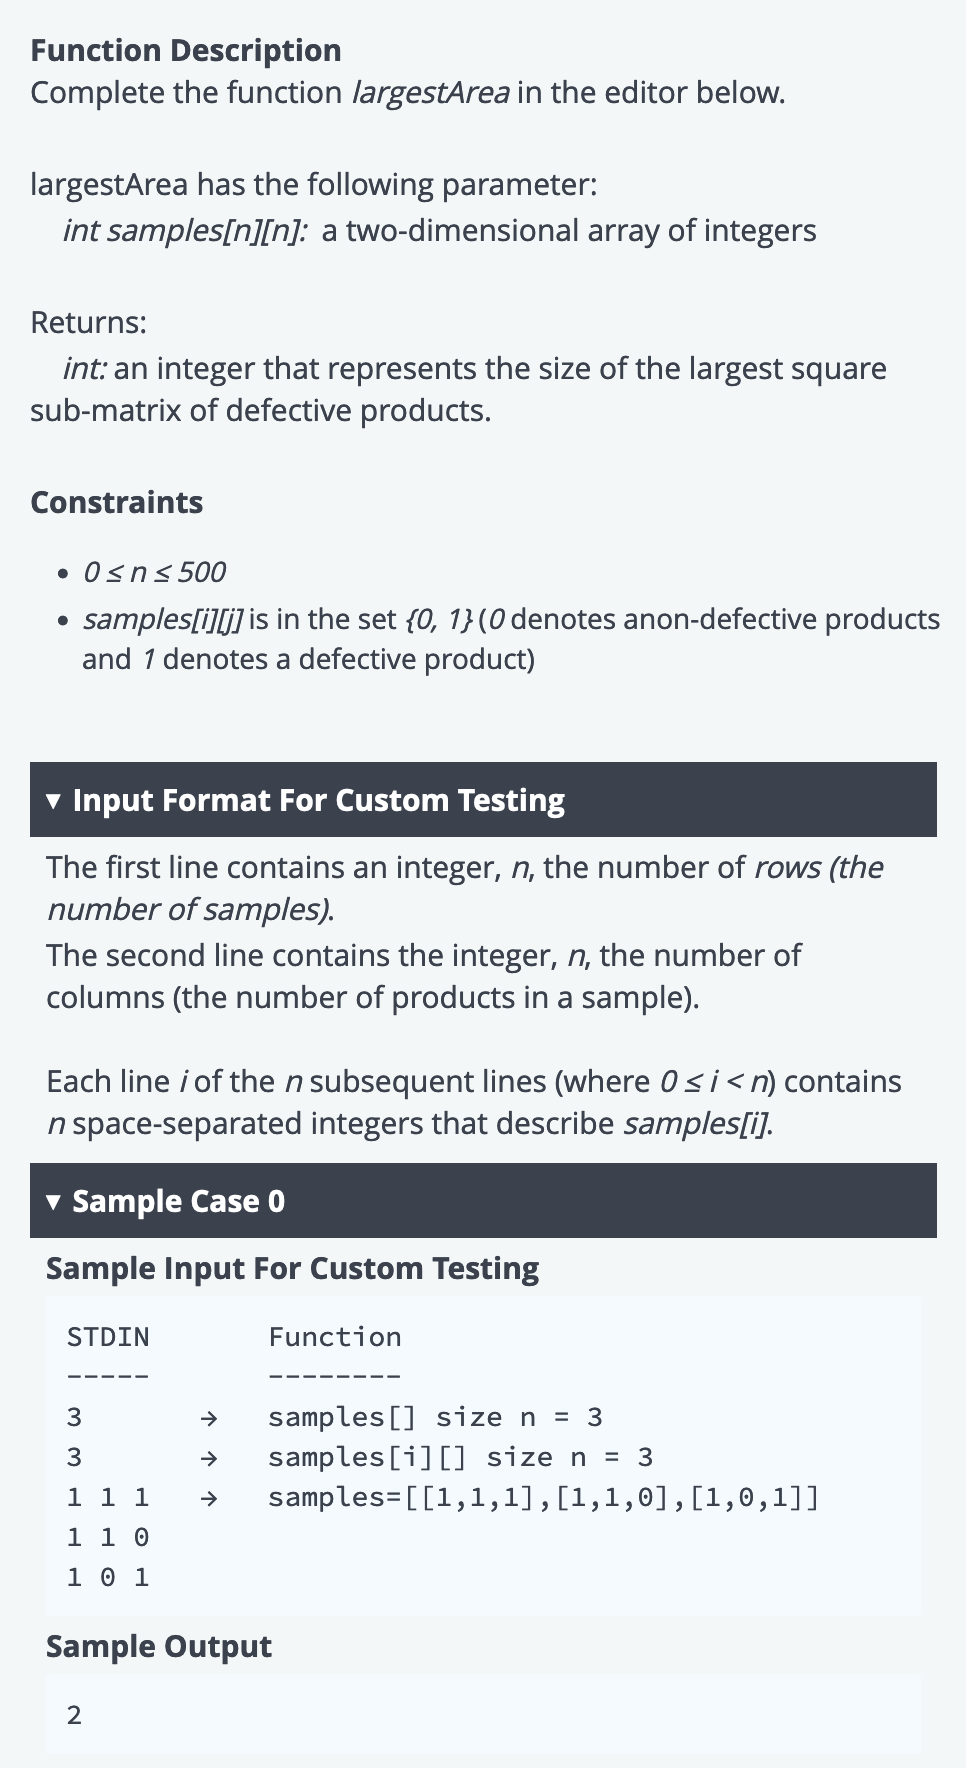 Function Description
Complete the function largestArea in the editor below.
largestArea has the following parameter:
int samples[n][n]: a two-dimensional array of integers
Returns:
int: an integer that represents the size of the largest square
sub-matrix of defective products.
Constraints
• 0 ≤ n ≤ 500
• samples[i][j] is in the set {0, 1} (0 denotes anon-defective products
and 1 denotes a defective product)
▼ Input Format For Custom Testing
The first line contains an integer, n, the number of rows (the
number of samples).
The second line contains the integer, n, the number of
columns (the number of products in a sample).
Each line i of the n subsequent lines (where 0 ≤ i < n) contains
n space-separated integers that describe samples[i].
▼ Sample Case 0
Sample Input For Custom Testing
STDIN Function
----- --------
3 → samples[] size n = 3
3 → samples[i][] size n = 3
1 1 1 → samples=[[1,1,1],[1,1,0],[1,0,1]]
1 1 0
1 0 1
Sample Output
2